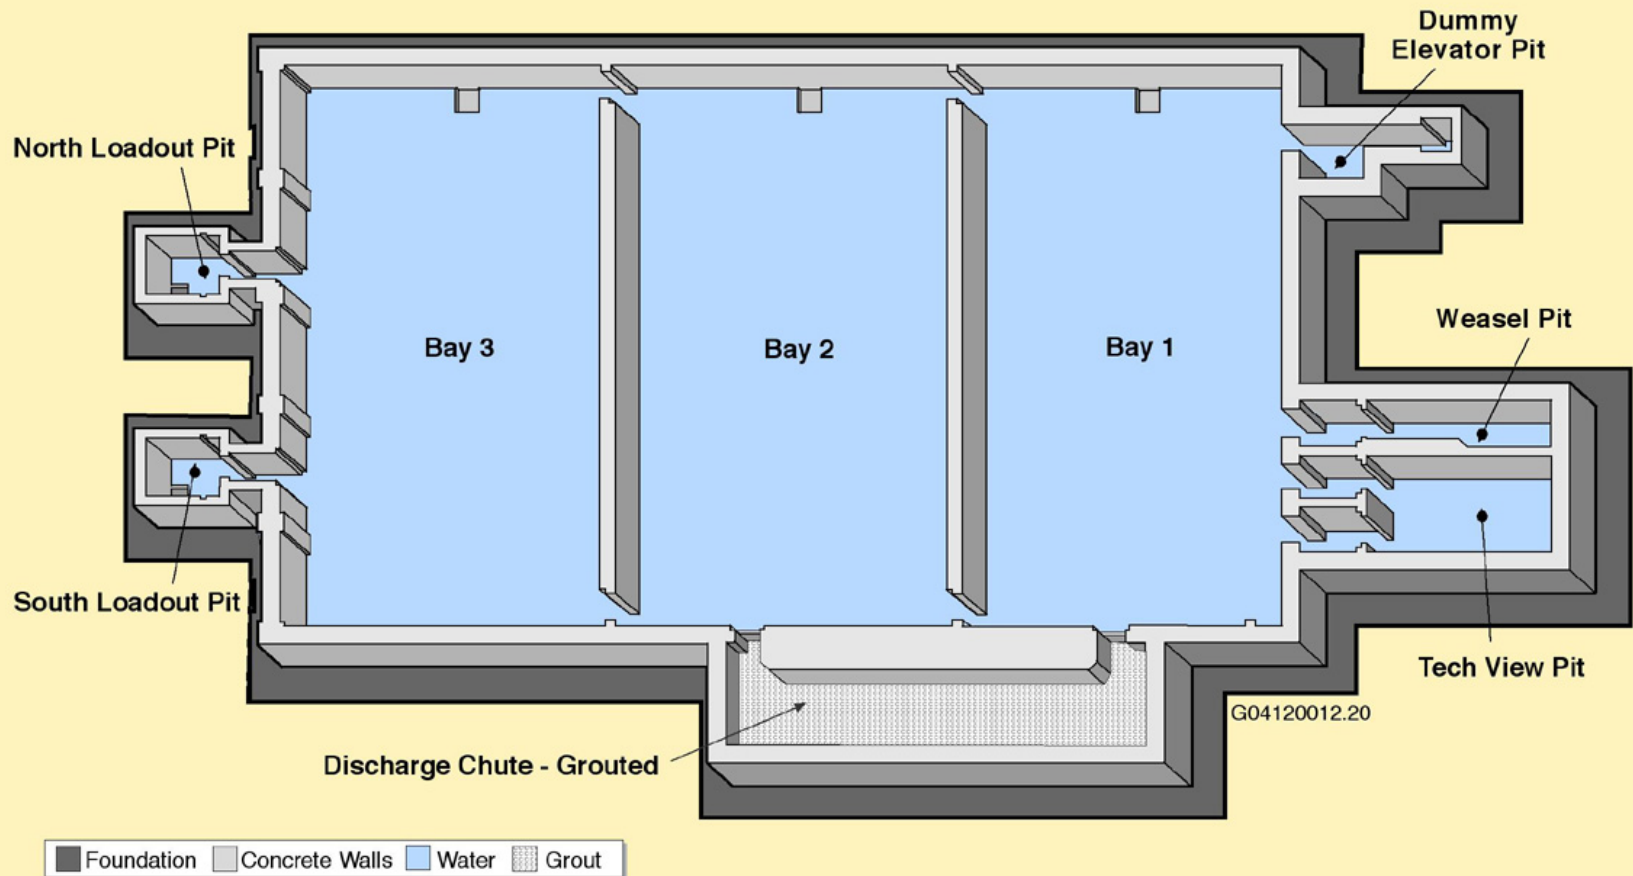 Dummy
Elevator Pit
North Loadout Pit
Weasel Pit
Bay 3
Bay 2
Bay 1
South Loadout Pit
Tech View Pit
G04120012.20
Discharge Chute - Grouted
Foundation
Concrete Walls
Water
Grout